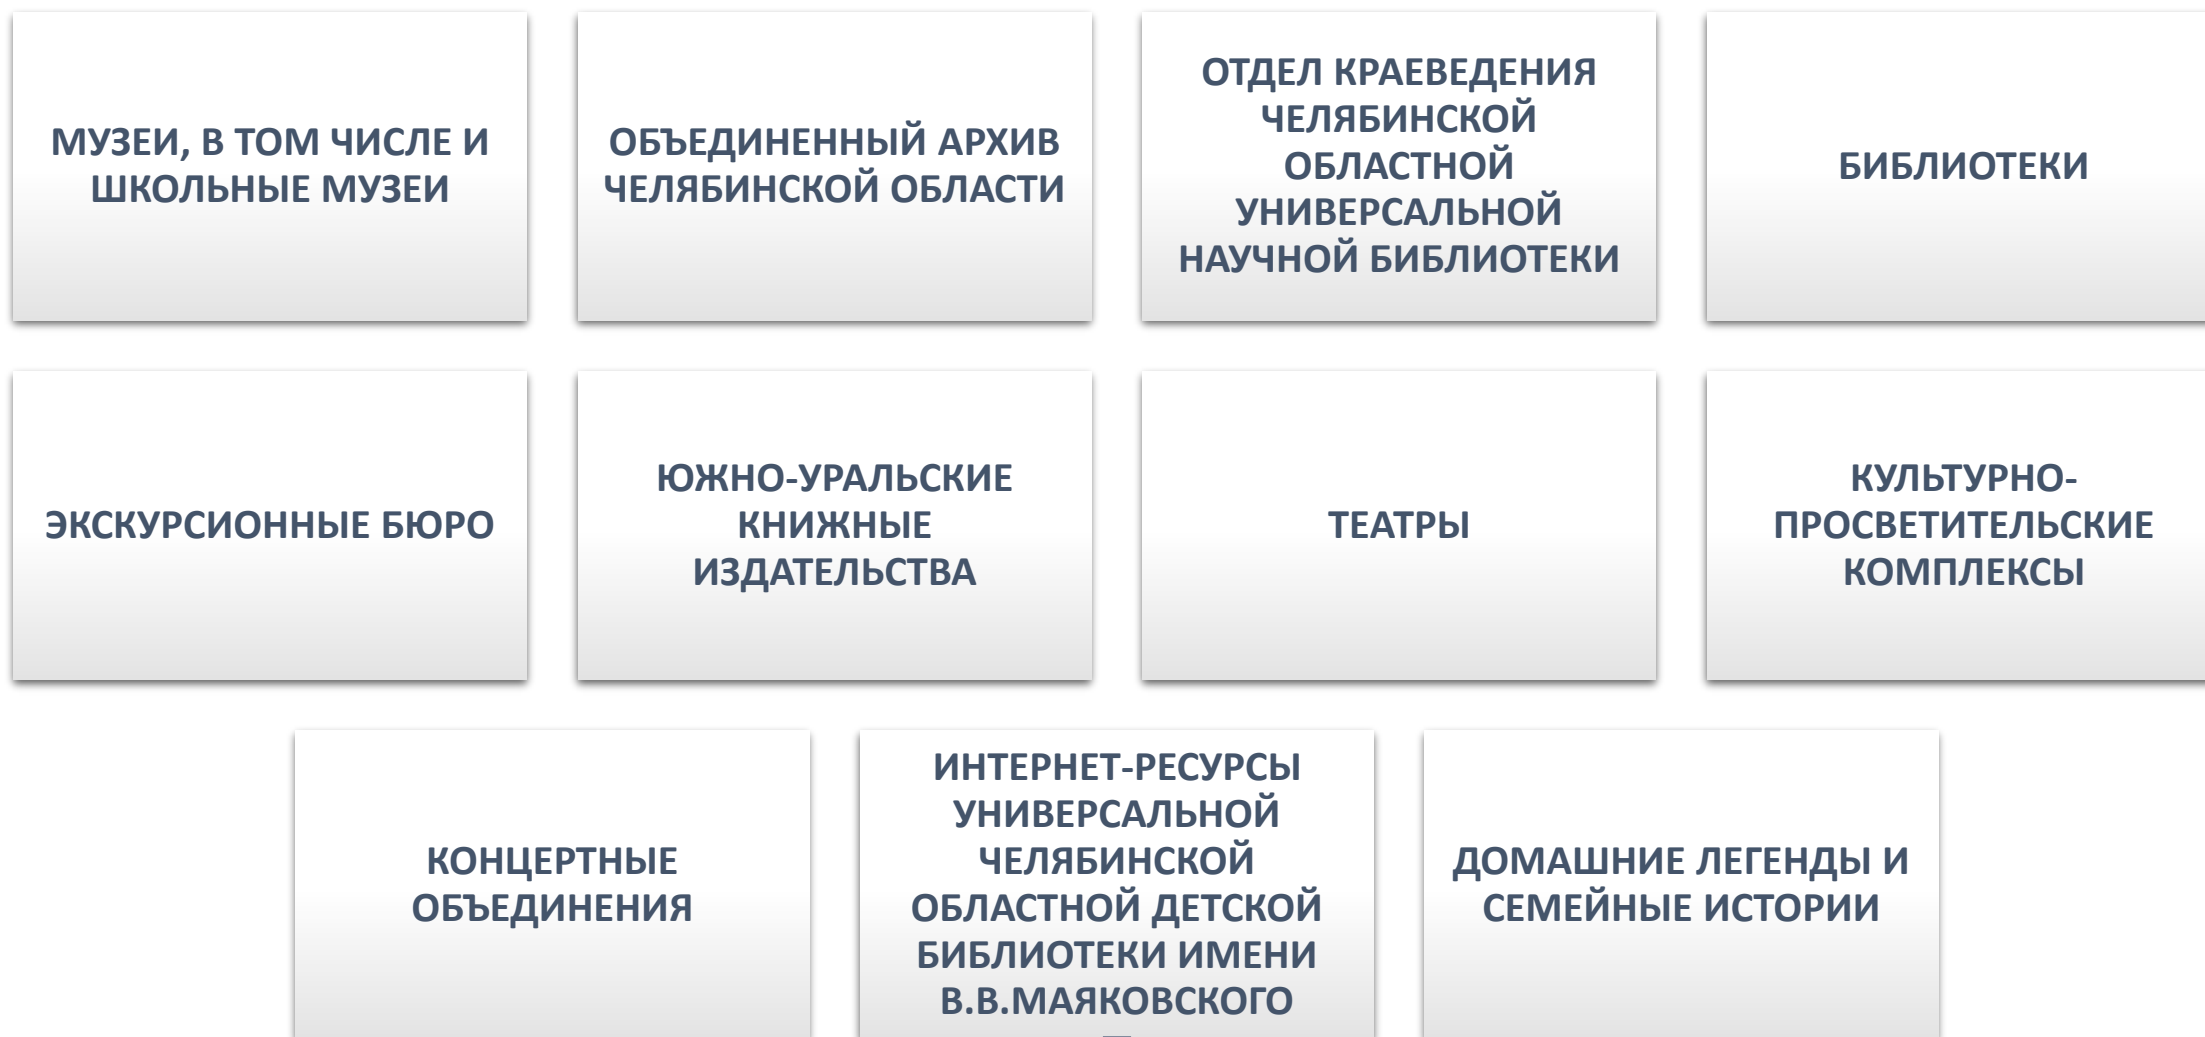 МУЗЕИ, В ТОМ ЧИСЛЕ И
ШКОЛЬНЫЕ МУЗЕИ
ОБЪЕДИНЕННЫЙ АРХИВ
ЧЕЛЯБИНСКОЙ ОБЛАСТИ
ОТДЕЛ КРАЕВЕДЕНИЯ
ЧЕЛЯБИНСКОЙ
ОБЛАСТНОЙ
УНИВЕРСАЛЬНОЙ
НАУЧНОЙ БИБЛИОТЕКИ
БИБЛИОТЕКИ
ЭКСКУРСИОННЫЕ БЮРО
ЮЖНО-УРАЛЬСКИЕ
КНИЖНЫЕ
ИЗДАТЕЛЬСТВА
ТЕАТРЫ
КУЛЬТУРНО-
ПРОСВЕТИТЕЛЬСКИЕ
КОМПЛЕКСЫ
КОНЦЕРТНЫЕ
ОБЪЕДИНЕНИЯ
ИНТЕРНЕТ-РЕСУРСЫ
УНИВЕРСАЛЬНОЙ
ЧЕЛЯБИНСКОЙ
ОБЛАСТНОЙ ДЕТСКОЙ
БИБЛИОТЕКИ ИМЕНИ
В.В.МАЯКОВСКОГО
ДОМАШНИЕ ЛЕГЕНДЫ И
СЕМЕЙНЫЕ ИСТОРИИ